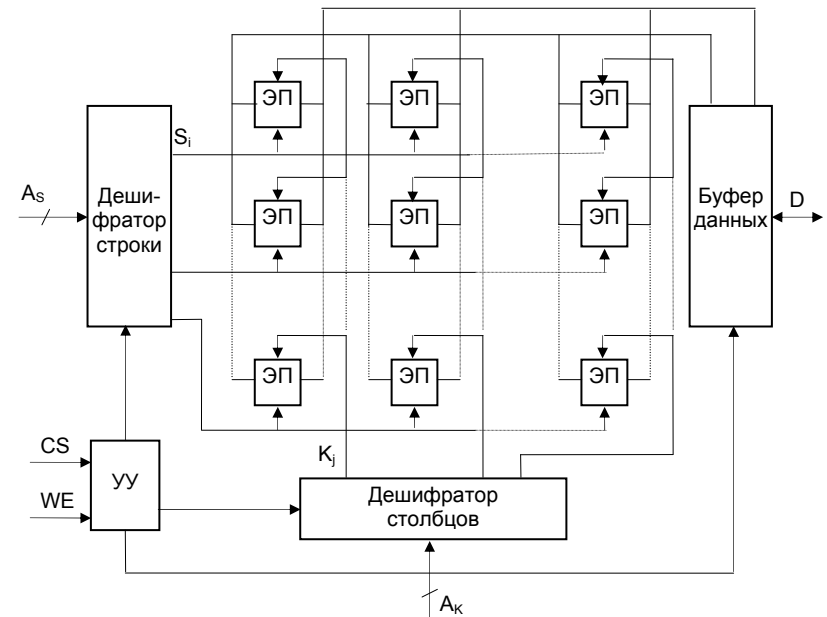 ЭП ЭП ЭП
S_i
A_S
Деши-
фратор
строки
Буфер
данных
D
ЭП ЭП ЭП
ЭП ЭП ЭП
CS
УУ
WE
K_j
Дешифратор
столбцов
A_K